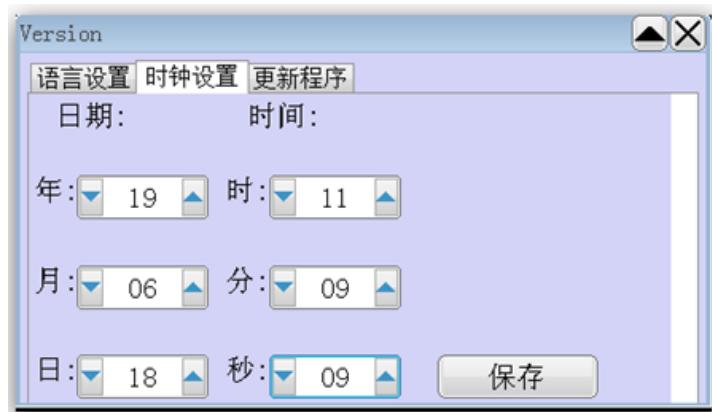 Version
语言设置 时钟设置 更新程序
日期: 时间:
年: 19 时: 11
月: 06 分: 09
日: 18 秒: 09 保存